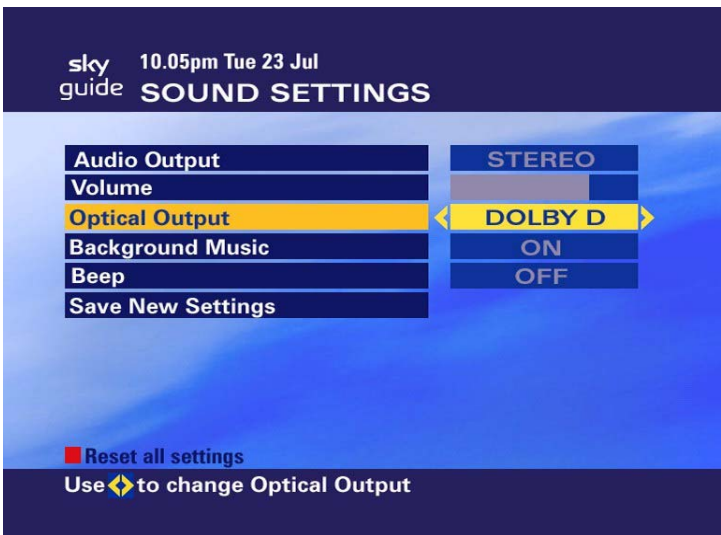 sky 10.05pm Tue 23 Jul
guide SOUND SETTINGS
Audio Output STEREO
Volume
Optical Output DOLBY D
Background Music ON
Beep OFF
Save New Settings
Reset all settings
Use to change Optical Output